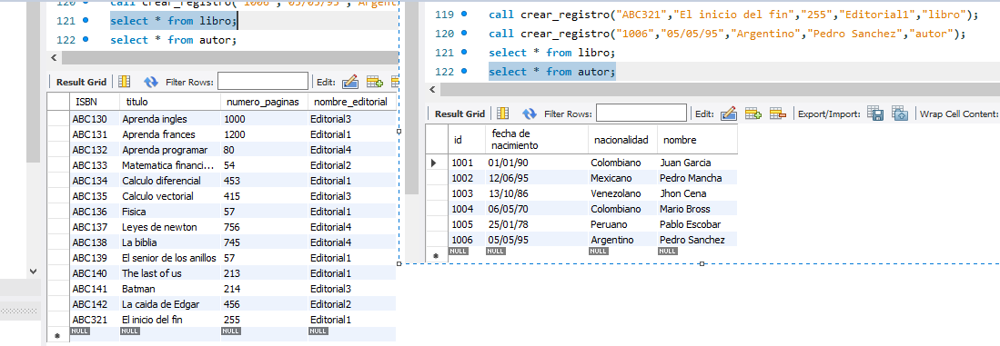 120 call crear_registro("1006","05/05/95","Argenti
121 select * from libro;
122 select * from autor;
Result Grid Filter Rows: Edit:
ISBN titulo numero_paginas nombre_editorial
ABC130 Aprenda ingles 1000 Editorial3
ABC131 Aprenda frances 1200 Editorial1
ABC132 Aprenda programar 80 Editorial4
ABC133 Matematica financi... 54 Editorial2
ABC134 Calculo diferencial 453 Editorial1
ABC135 Calculo vectorial 415 Editorial3
ABC136 Fisica 57 Editorial1
ABC137 Leyes de newton 756 Editorial4
ABC138 La biblia 745 Editorial4
ABC139 El senior de los anillos 57 Editorial1
ABC140 The last of us 213 Editorial1
ABC141 Batman 214 Editorial3
ABC142 La caida de Edgar 456 Editorial2
ABC321 El inicio del fin 255 Editorial1
NULL NULL NULL NULL
119 call crear_registro("ABC321","El inicio del fin","255","Editorial1","libro");
120 call crear_registro("1006","05/05/95","Argentino","Pedro Sanchez","autor");
121 select * from libro;
122 select * from autor;
Result Grid Filter Rows: Edit: Export/Import: Wrap Cell Content:
id fecha de nacimiento nacionalidad nombre
1001 01/01/90 Colombiano Juan Garcia
1002 12/06/95 Mexicano Pedro Mancha
1003 13/10/86 Venezolano Jhon Cena
1004 06/05/70 Colombiano Mario Bross
1005 25/01/78 Peruano Pablo Escobar
1006 05/05/95 Argentino Pedro Sanchez
NULL NULL NULL NULL